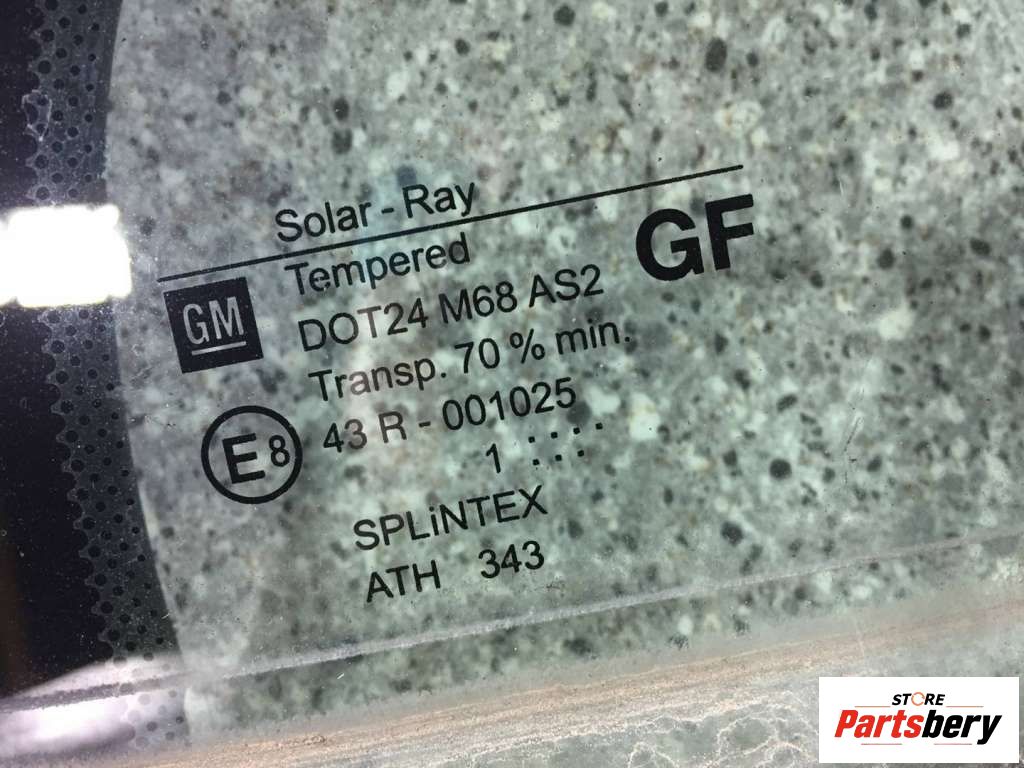 Solar - Ray
GF
Tempered
GM
DOT24 M68 AS2
Transp. 70 % min.
E8
43 R - 001025
1 :::·
SPLiNTEX
ATH 343
STORE
Partsbery